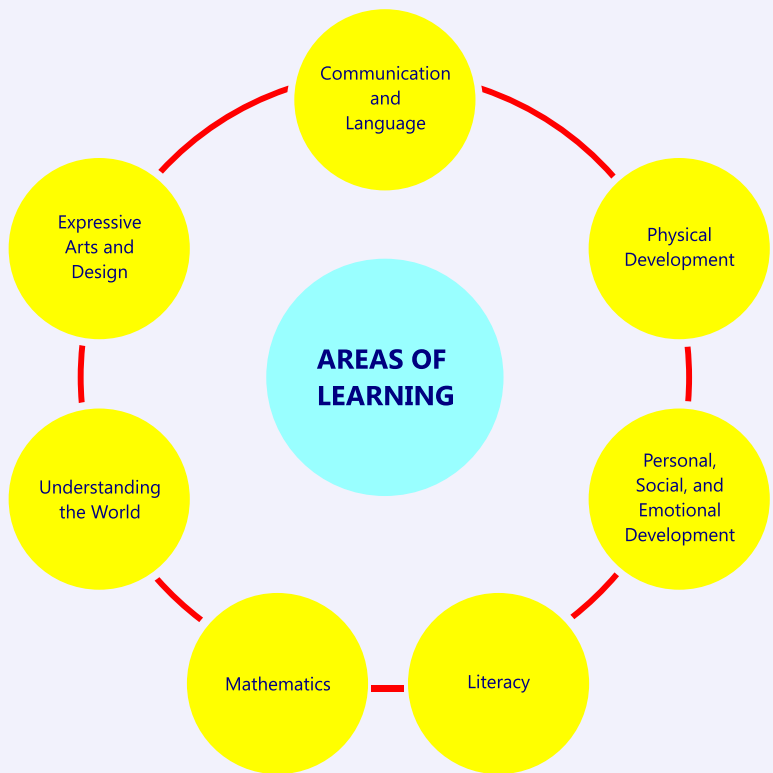 Communication
and
Language
Physical
Development
Personal,
Social, and
Emotional
Development
Literacy
Mathematics
Understanding
the World
Expressive
Arts and
Design
AREAS OF
LEARNING